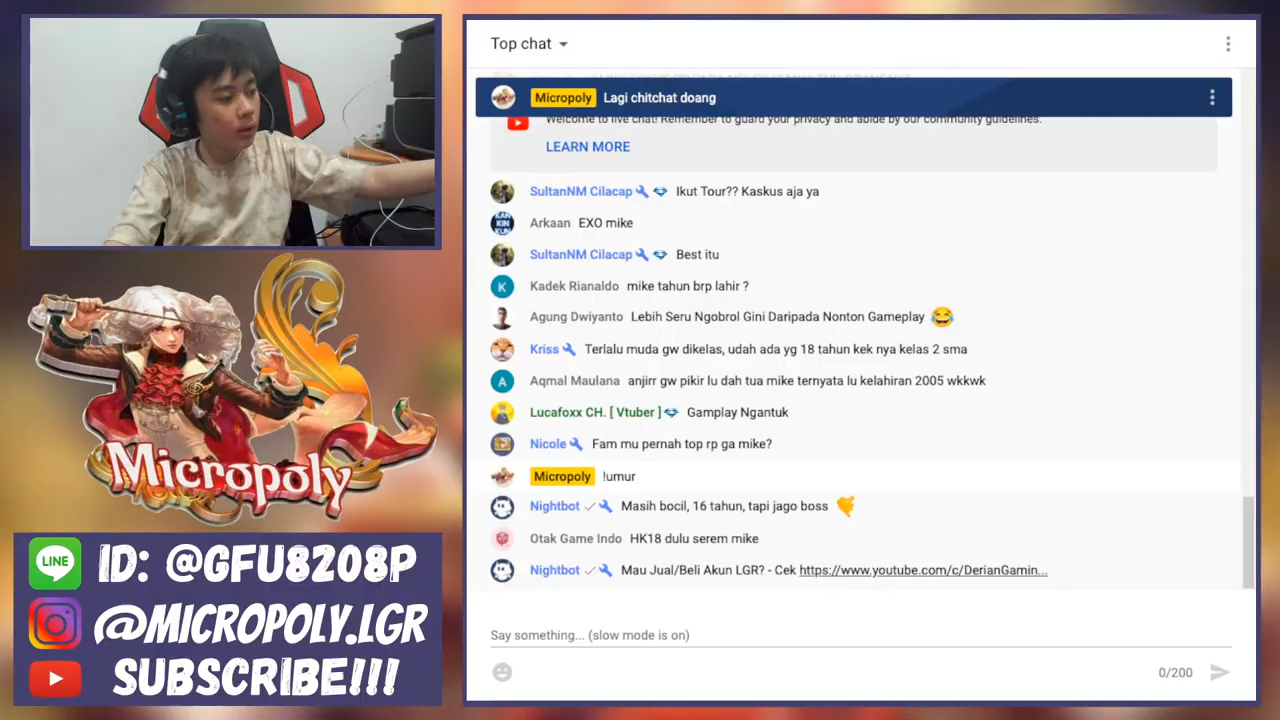 Top chat
Micropoly Lagi chitchat doang
Welcome to live chat! Remember to guard your privacy and abide by our community guidelines.
LEARN MORE
SultanNM Cilacap Ikut Tour?? Kaskus aja ya
Arkaan EXO mike
SultanNM Cilacap Best itu
Kadek Rianaldo mike tahun brp lahir ?
Agung Dwiyanto Lebih Seru Ngobrol Gini Daripada Nonton Gameplay 😂
Kriss Terlalu muda gw dikelas, udah ada yg 18 tahun kek nya kelas 2 sma
Aqmal Maulana anjirr gw pikir lu dah tua mike ternyata lu kelahiran 2005 wkkwk
Lucafoxx CH. [ Vtuber ] Gamplay Ngantuk
Nicole Fam mu pernah top rp ga mike?
Micropoly !umur
Nightbot Masih bocil, 16 tahun, tapi jago boss
Otak Game Indo HK18 dulu serem mike
Nightbot Mau Jual/Beli Akun LGR? - Cek https://www.youtube.com/c/DerianGamin...
Say something... (slow mode is on)
0/200
Micropoly
LINE ID: @GFU8208P
@MICROPOLY.LGR
SUBSCRIBE!!!